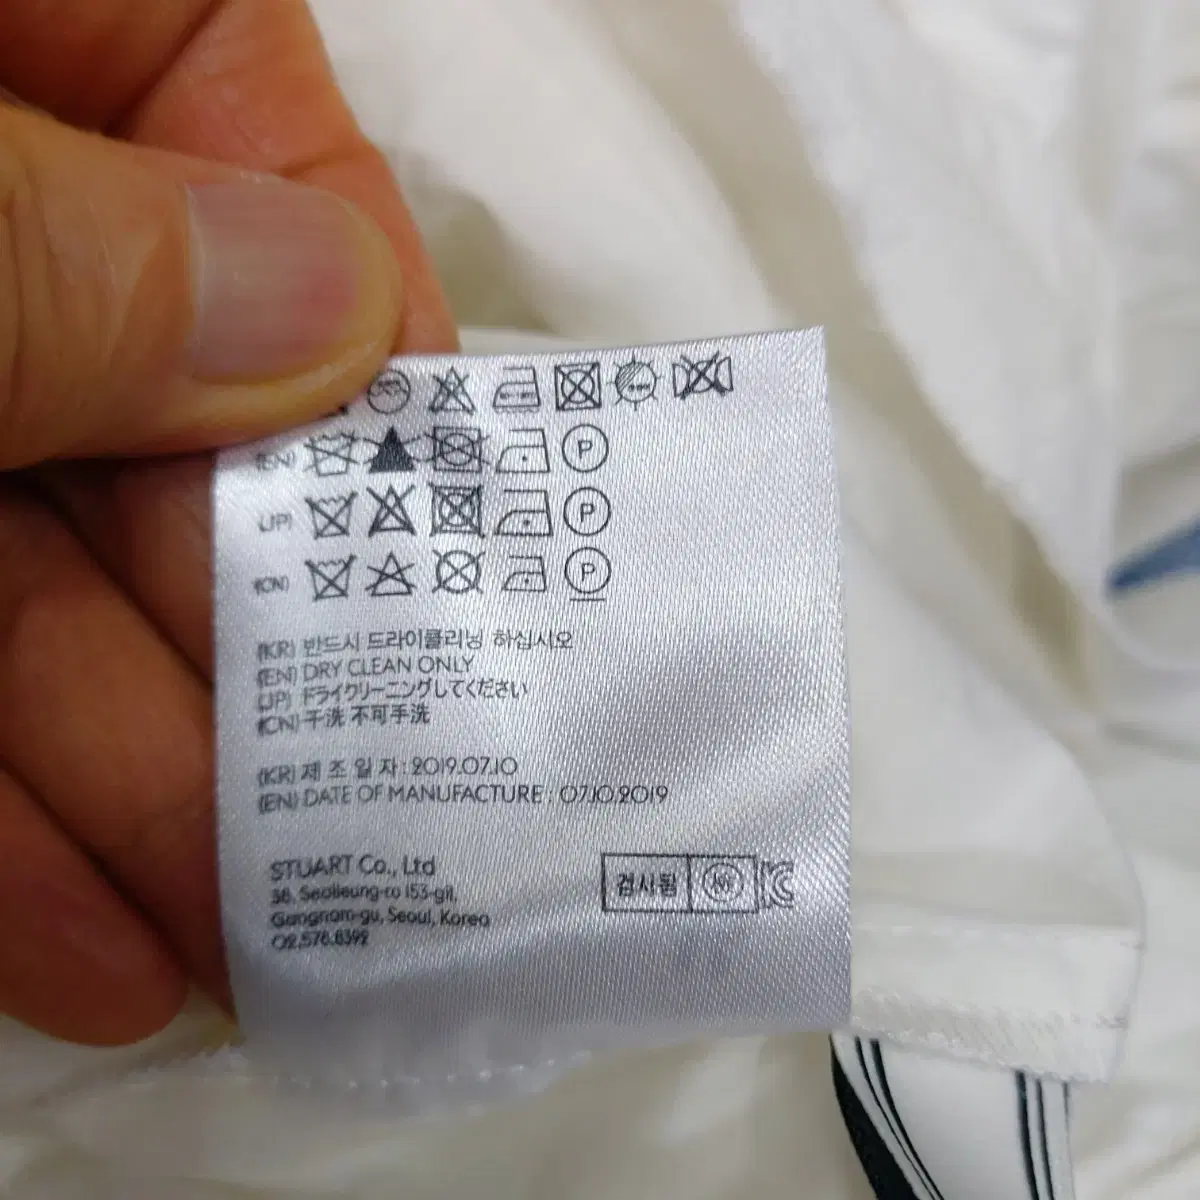 (EN) P
(JP) P
(CN) P
(KR) 반드시 드라이클리닝 하십시오
(EN) DRY CLEAN ONLY
(JP) ドライクリーニングしてください
(CN) 干洗 不可手洗
(KR) 제 조 일 자 : 2019.07.10
(EN) DATE OF MANUFACTURE : 07.10.2019
STUART Co., Ltd
38, Seolleung-ro 153-gil,
Gangnam-gu, Seoul, Korea
02.576.8392
검시필